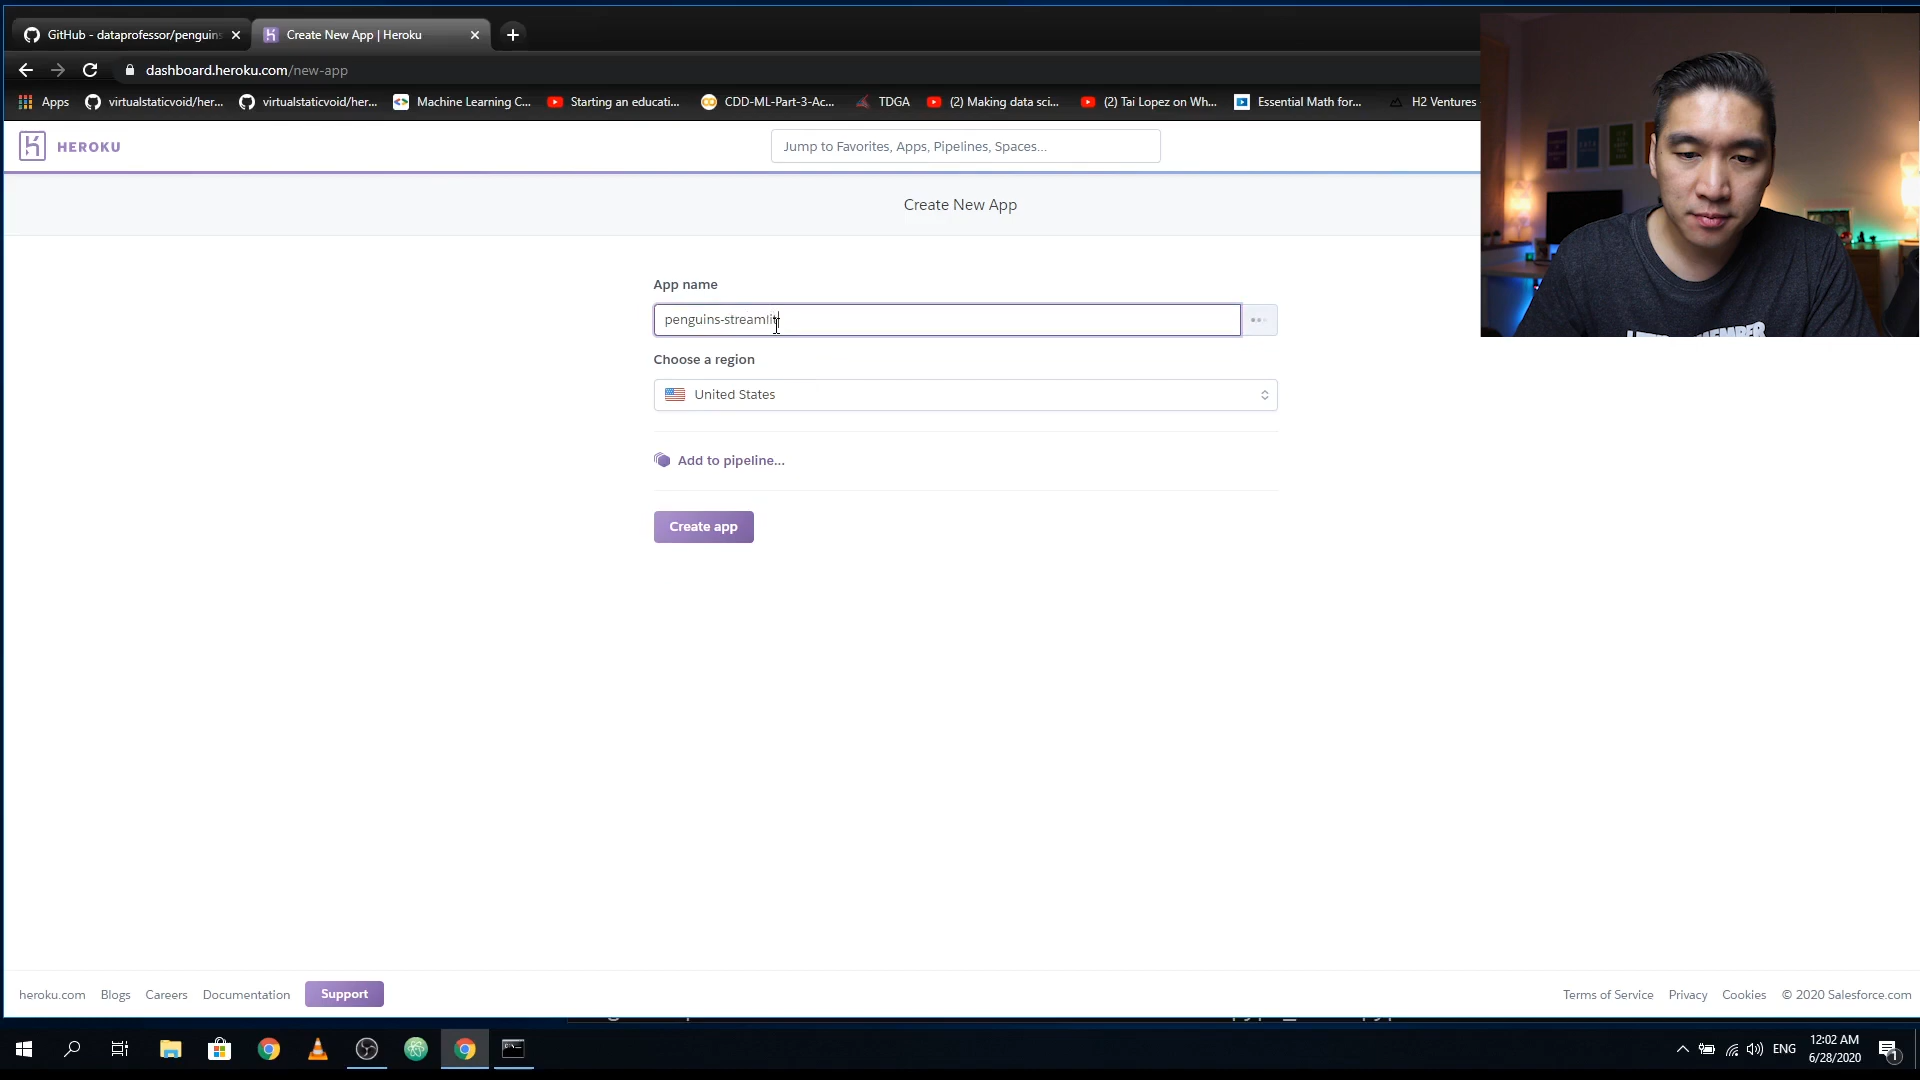 GitHub - dataprofessor/penguins
Create New App | Heroku
dashboard.heroku.com/new-app
Apps
virtualstaticvoid/her...
virtualstaticvoid/her...
Machine Learning C...
Starting an educati...
CDD-ML-Part-3-Ac...
TDGA
(2) Making data sci...
(2) Tai Lopez on Wh...
Essential Math for...
H2 Ventures
HEROKU
Jump to Favorites, Apps, Pipelines, Spaces...
Create New App
App name
penguins-streamlit
Choose a region
United States
Add to pipeline...
Create app
heroku.com
Blogs
Careers
Documentation
Support
Terms of Service
Privacy
Cookies
© 2020 Salesforce.com
ENG
12:02 AM
6/28/2020
1